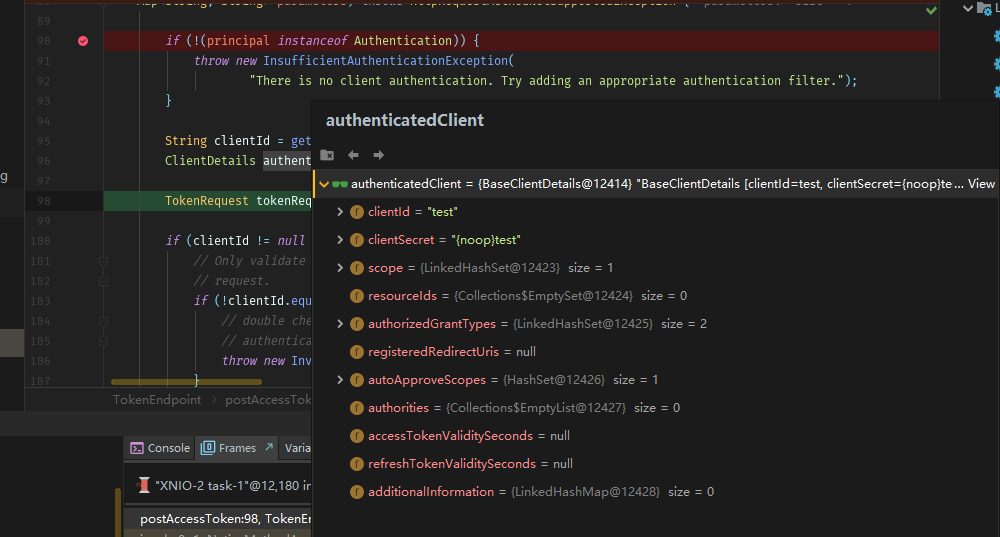 89
90 if (!(principal instanceof Authentication)) {
91 throw new InsufficientAuthenticationException(
92 "There is no client authentication. Try adding an appropriate authentication filter.");
93 }
95 String clientId = get
96 ClientDetails authent
97
98 TokenRequest tokenReq
99
100 if (clientId != null
101 // Only validate
102 // request.
103 if (!clientId.equ
104 // double che
105 // authentica
106 throw new Inv
107 }
TokenEndpoint > postAccessTok
authenticatedClient
authenticatedClient = {BaseClientDetails@12414} "BaseClientDetails [clientId=test, clientSecret={noop}te ... View
f clientId = "test"
f clientSecret = "{noop}test"
f scope = {LinkedHashSet@12423} size = 1
f resourceIds = {Collections$EmptySet@12424} size = 0
f authorizedGrantTypes = {LinkedHashSet@12425} size = 2
f registeredRedirectUris = null
f autoApproveScopes = {HashSet@12426} size = 1
f authorities = {Collections$EmptyList@12427} size = 0
f accessTokenValiditySeconds = null
f refreshTokenValiditySeconds = null
f additionalInformation = {LinkedHashMap@12428} size = 0
g
Console Frames Varia
"XNIO-2 task-1"@12,180 in
postAccessToken:98, TokenEn